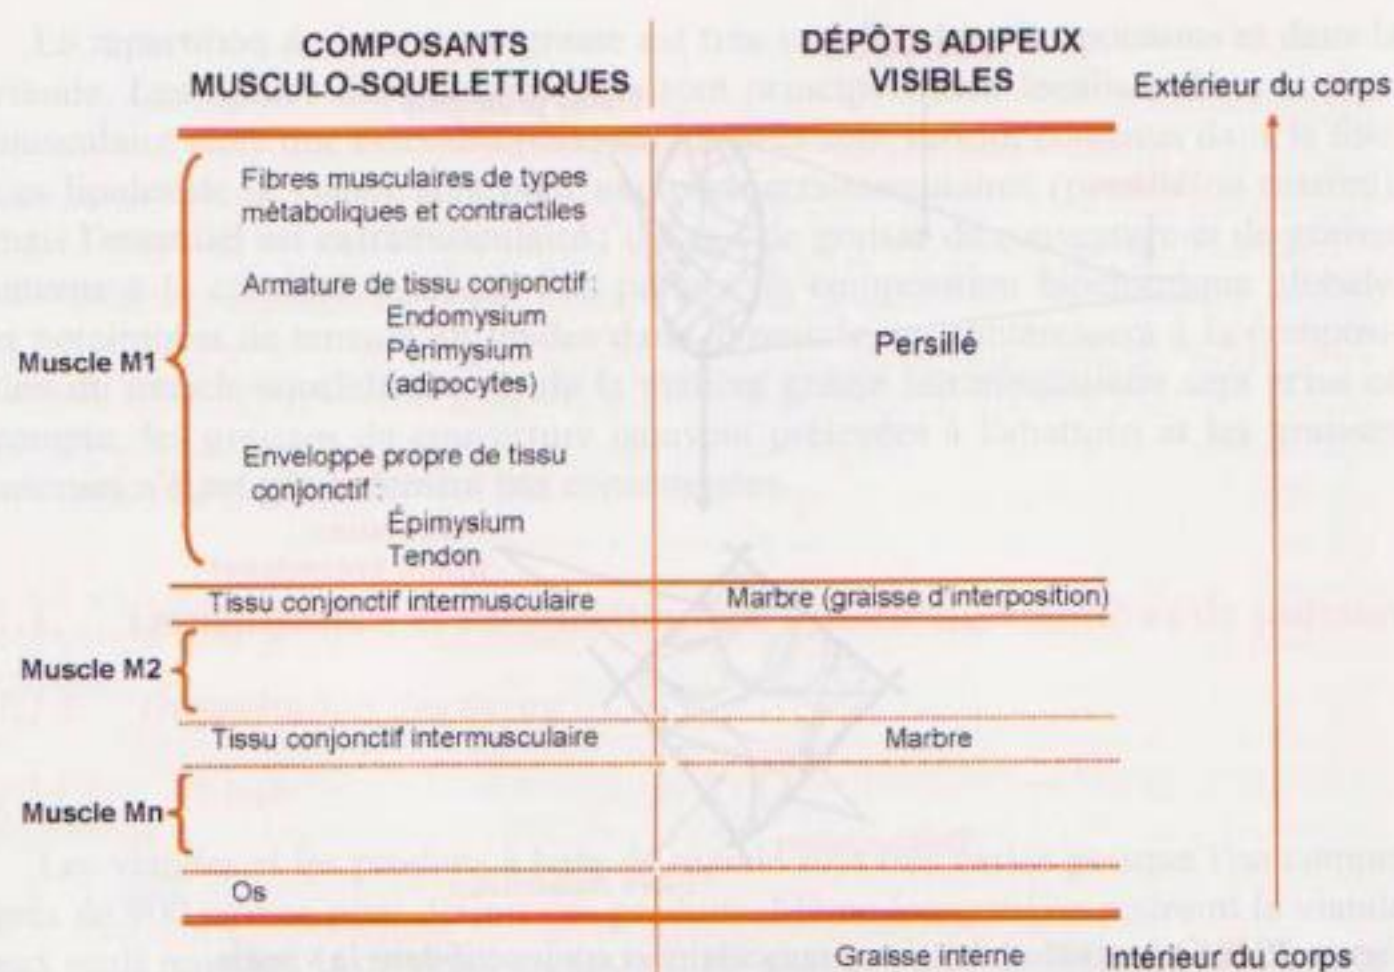 COMPOSANTS
MUSCULO-SQUELETTIQUES
DÉPÔTS ADIPEUX
VISIBLES
Extérieur du corps
Fibres musculaires de types
métaboliques et contractiles
Armature de tissu conjonctif :
Endomysium
Périmysium
(adipocytes)
Muscle M1
Persillé
Enveloppe propre de tissu
conjonctif :
Épimysium
Tendon
Tissu conjonctif intermusculaire
Marbre (graisse d'interposition)
Muscle M2
Tissu conjonctif intermusculaire
Marbre
Muscle Mn
Os
Graisse interne
Intérieur du corps